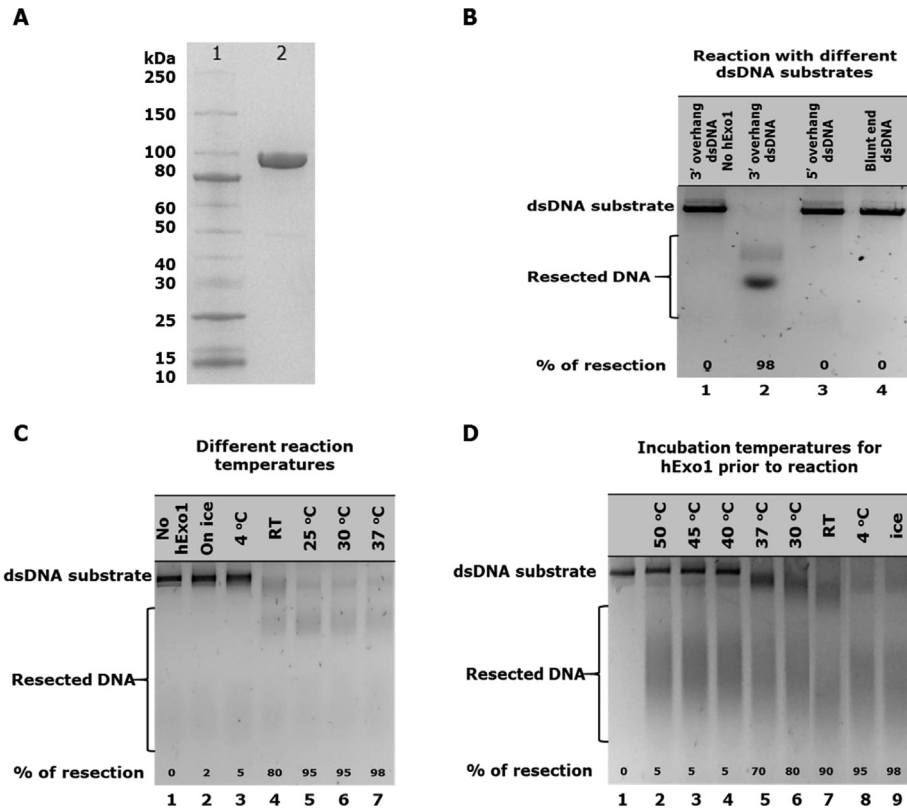 A
kDa
250
150
100
80
60
50
40
30
25
15
10
1 2
B
Reaction with different
dsDNA substrates
3' overhang
dsDNA
No hExo1
3' overhang
dsDNA
5' overhang
dsDNA
Blunt end
dsDNA
dsDNA substrate
Resected DNA
% of resection 0 98 0 0
1 2 3 4
C
Different reaction
temperatures
No
hExo1
On ice
4 °C
RT
25 °C
30 °C
37 °C
dsDNA substrate
Resected DNA
% of resection 0 2 5 80 95 95 98
1 2 3 4 5 6 7
D
Incubation temperatures for
hExo1 prior to reaction
50 °C
45 °C
40 °C
37 °C
30 °C
RT
4 °C
ice
dsDNA substrate
Resected DNA
% of resection 0 5 5 5 70 80 90 95 98
1 2 3 4 5 6 7 8 9